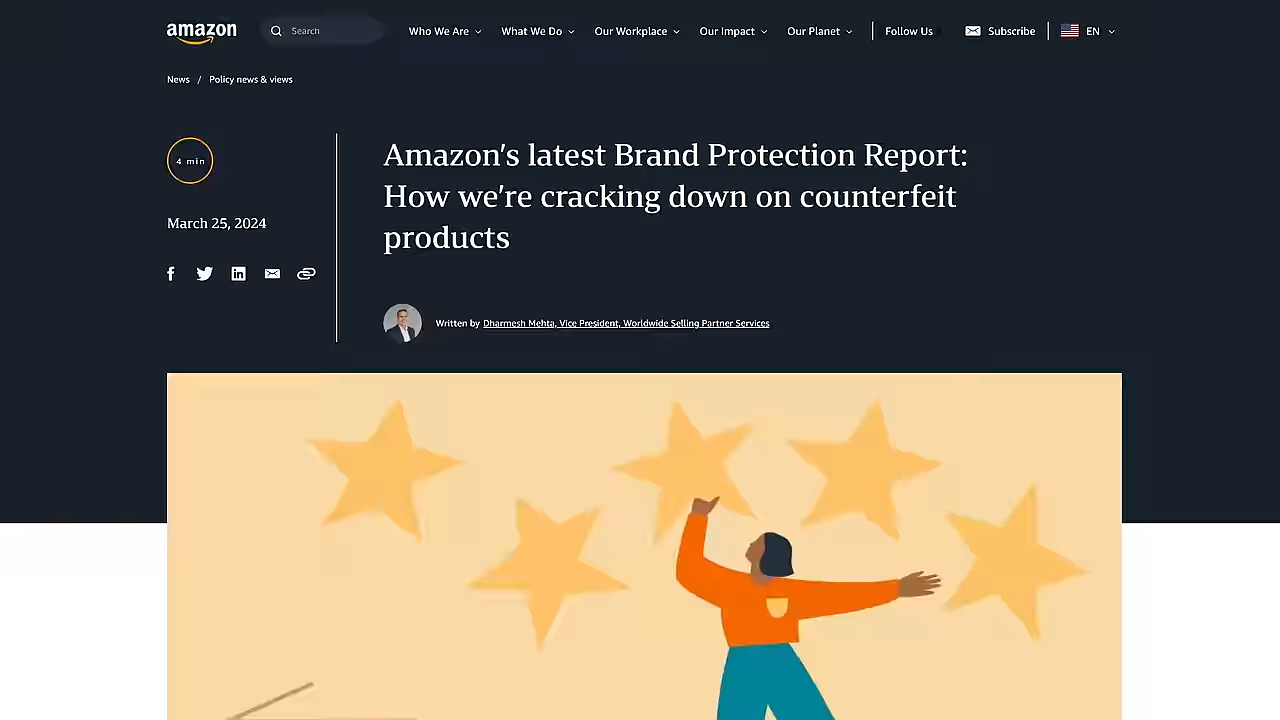 amazon
Search
Who We Are
What We Do
Our Workplace
Our Impact
Our Planet
Follow Us
Subscribe
EN
News / Policy news & views
4 min
March 25, 2024
Amazon's latest Brand Protection Report:
How we're cracking down on counterfeit
products
Written by Dharmesh Mehta, Vice President, Worldwide Selling Partner Services